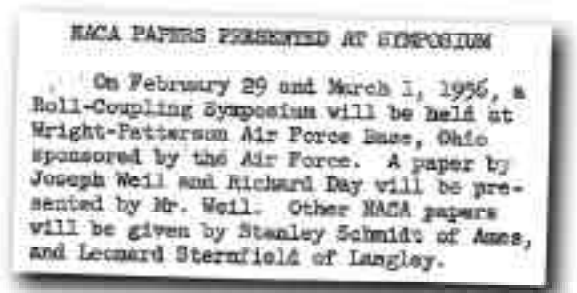 NACA PAPERS PRESENTED AT SYMPOSIUM
On February 29 and March 1, 1956, a
Roll-Coupling Symposium will be held at
Wright-Patterson Air Force Base, Ohio
sponsored by the Air Force. A paper by
Joseph Weil and Richard Day will be pre-
sented by Mr. Weil. Other NACA papers
will be given by Stanley Schmidt of Ames,
and Leonard Sternfield of Langley.